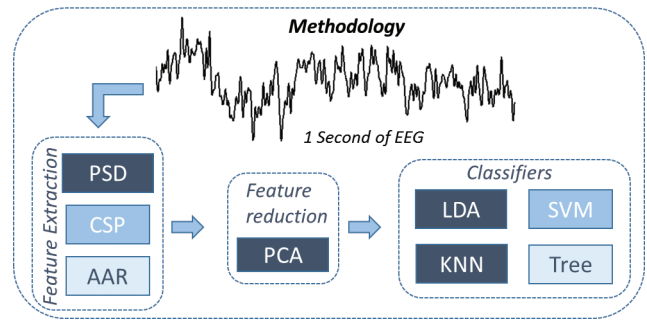 Methodology
1 Second of EEG
Feature Extraction
PSD
CSP
AAR
Feature
reduction
PCA
Classifiers
LDA
SVM
KNN
Tree